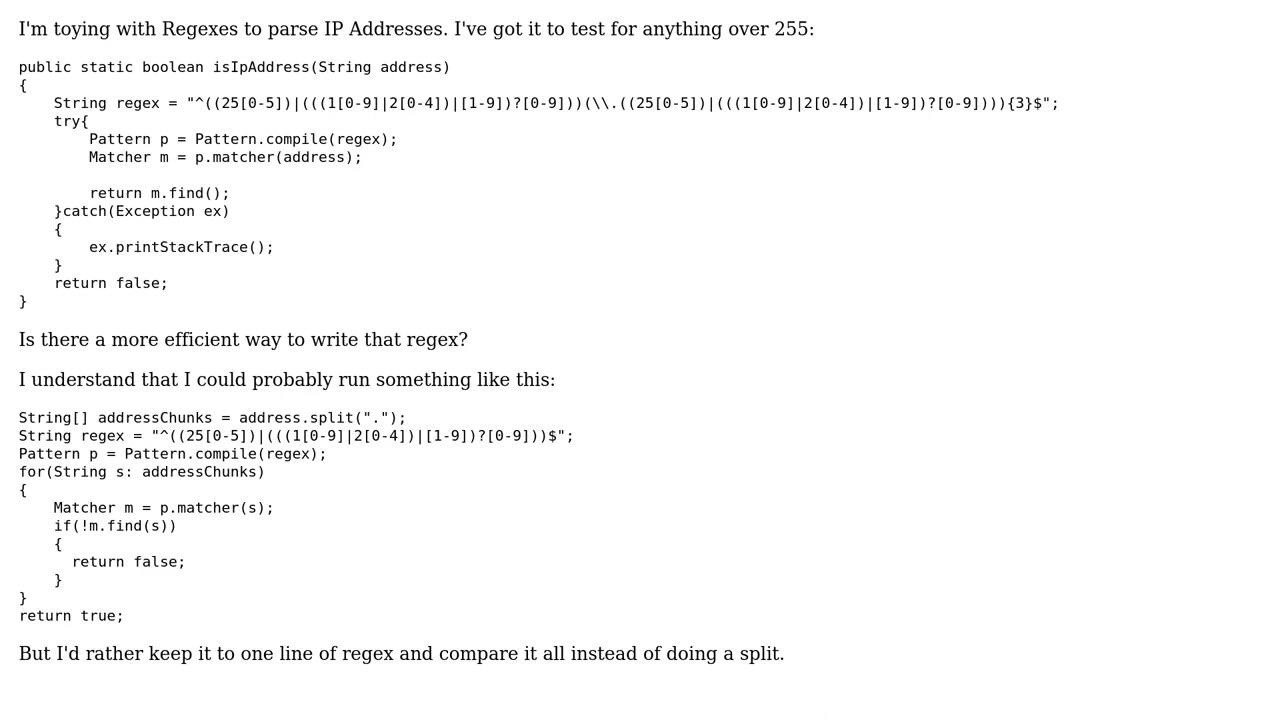 I'm toying with Regexes to parse IP Addresses. I've got it to test for anything over 255:
public static boolean isIpAddress(String address)
{
    String regex = "^((25[0-5])|(((1[0-9]|2[0-4])|[1-9])?[0-9]))(\\.((25[0-5])|(((1[0-9]|2[0-4])|[1-9])?[0-9]))){3}$";
    try{
        Pattern p = Pattern.compile(regex);
        Matcher m = p.matcher(address);

        return m.find();
    }catch(Exception ex)
    {
        ex.printStackTrace();
    }
    return false;
}
Is there a more efficient way to write that regex?
I understand that I could probably run something like this:
String[] addressChunks = address.split(".");
String regex = "^((25[0-5])|(((1[0-9]|2[0-4])|[1-9])?[0-9]))$";
Pattern p = Pattern.compile(regex);
for(String s: addressChunks)
{
    Matcher m = p.matcher(s);
    if(!m.find(s))
    {
      return false;
    }
}
return true;
But I'd rather keep it to one line of regex and compare it all instead of doing a split.